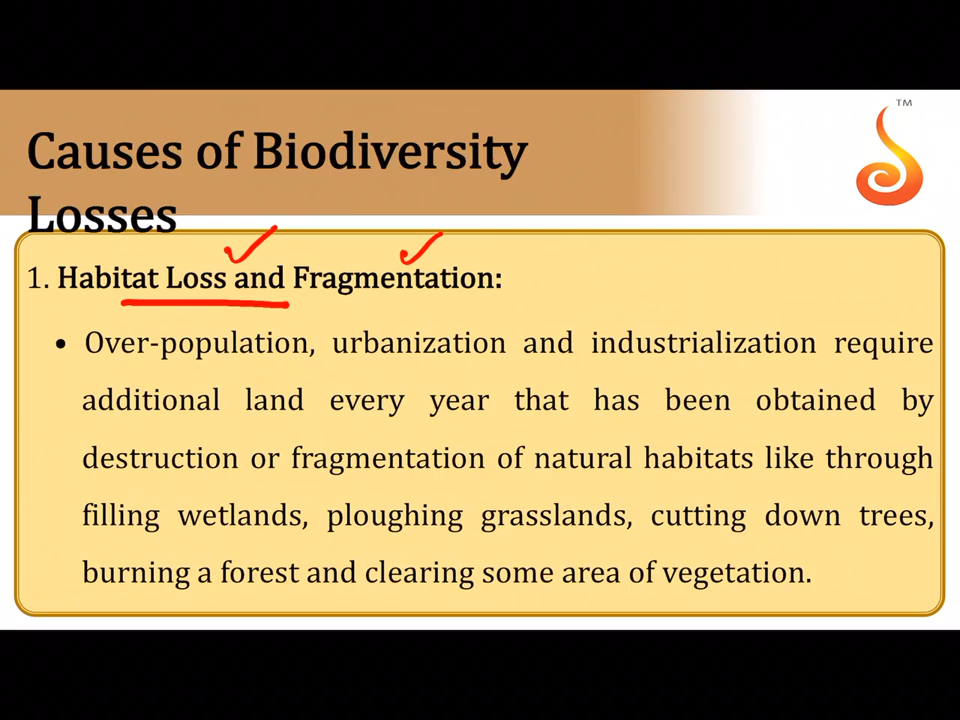 TM
Causes of Biodiversity
Losses
1. Habitat Loss and Fragmentation:
• Over-population, urbanization and industrialization require
additional land every year that has been obtained by
destruction or fragmentation of natural habitats like through
filling wetlands, ploughing grasslands, cutting down trees,
burning a forest and clearing some area of vegetation.